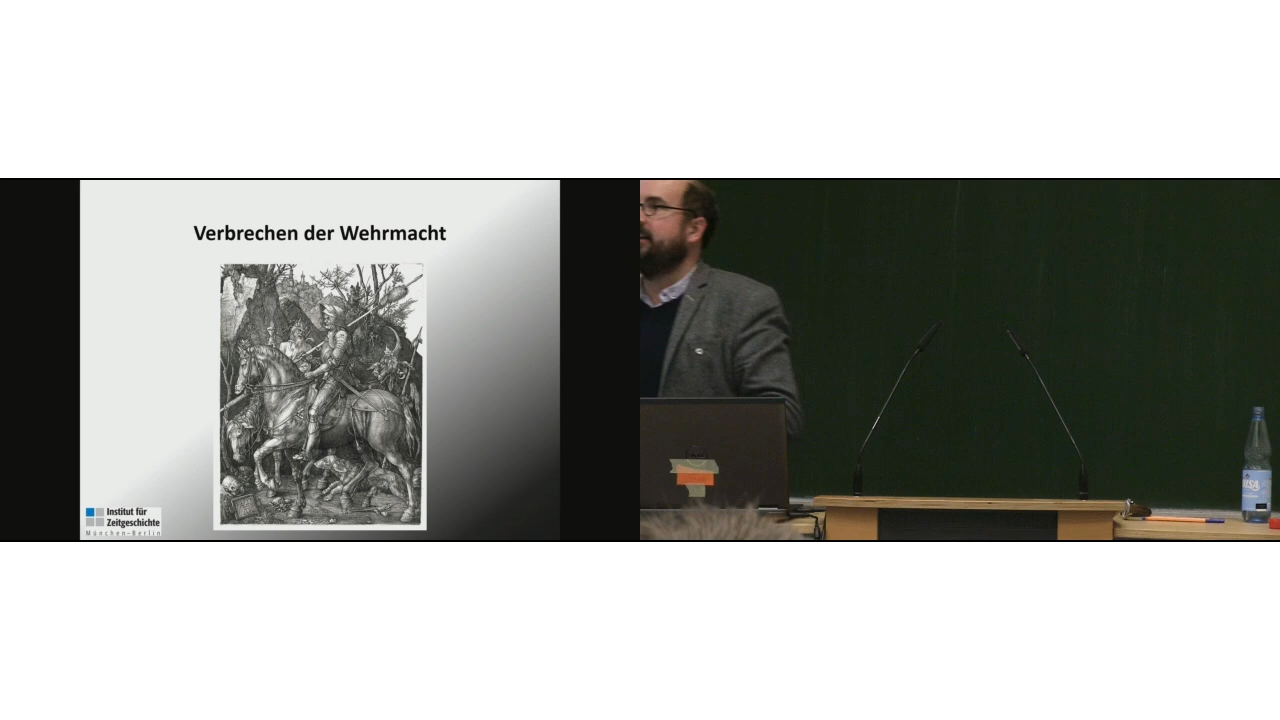 Verbrechen der Wehrmacht
Institut für
Zeitgeschichte
München-Berlin